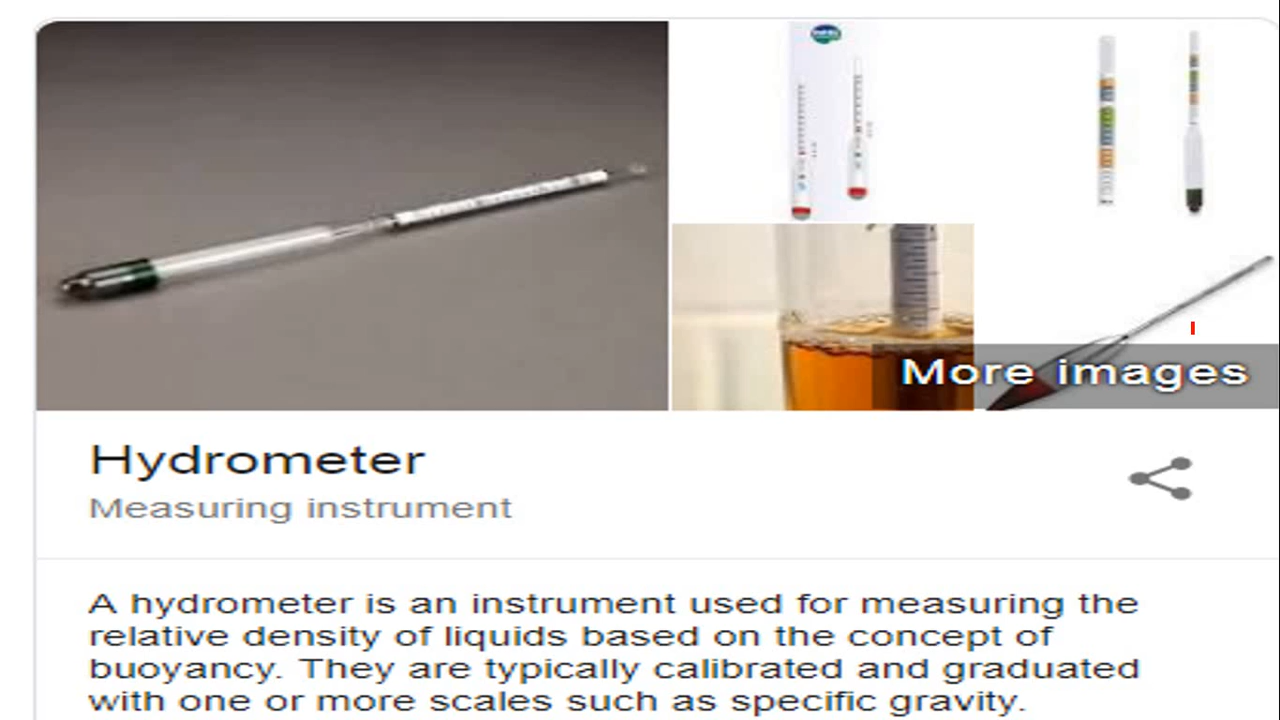 More images
Hydrometer
Measuring instrument
A hydrometer is an instrument used for measuring the
relative density of liquids based on the concept of
buoyancy. They are typically calibrated and graduated
with one or more scales such as specific gravity.